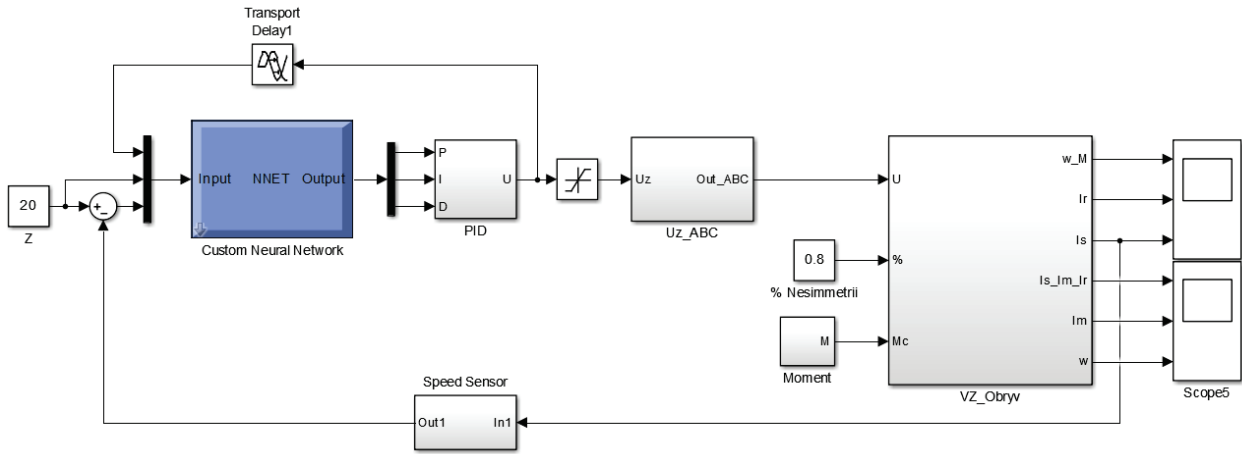 Transport
Delay1
Input NNET Output
Custom Neural Network
20
Z
+
−
P
I
D
U
PID
Uz Out_ABC
Uz_ABC
0.8
% Nesimmetrii
M
Moment
U
%
Mc
w_M
Ir
Is
Is_Im_Ir
Im
w
VZ_Obryv
Scope5
Speed Sensor
Out1 In1